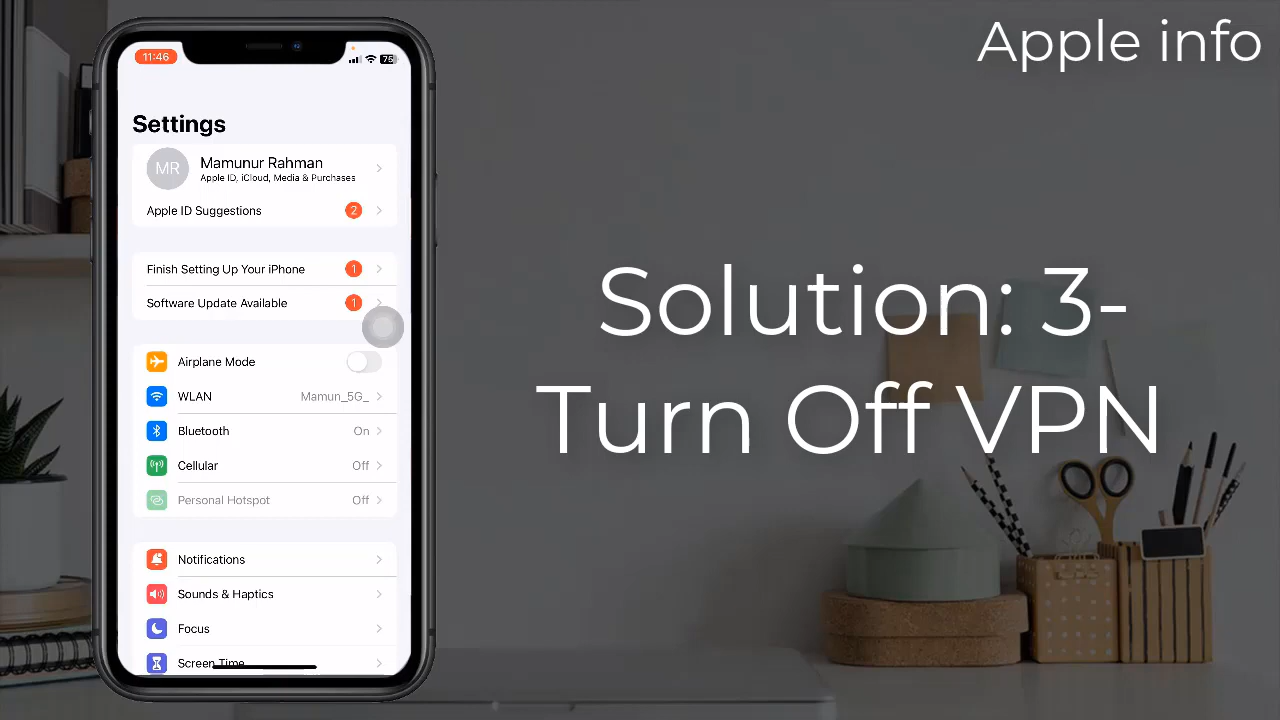 Apple info
11:46
75
Settings
MR
Mamunur Rahman
Apple ID, iCloud, Media & Purchases
Apple ID Suggestions
2
Finish Setting Up Your iPhone
1
Software Update Available
1
Airplane Mode
WLAN
Mamun_5G_
Bluetooth
On
Cellular
Off
Personal Hotspot
Off
Notifications
Sounds & Haptics
Focus
Screen Time
Solution: 3-
Turn Off VPN